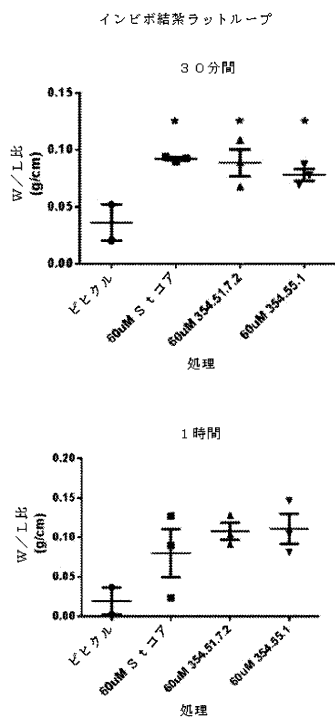 インビボ結紮ラットループ
30分間
W/L比
(g/cm)
0.15
0.10
0.05
0.00
* * *
ビヒクル
60uM Stコア
60uM 354.51.7.2
60uM 354.55.1
処理
1時間
W/L比
(g/cm)
0.20
0.15
0.10
0.05
0.00
ビヒクル
60uM Stコア
60uM 354.51.7.2
60uM 354.55.1
処理